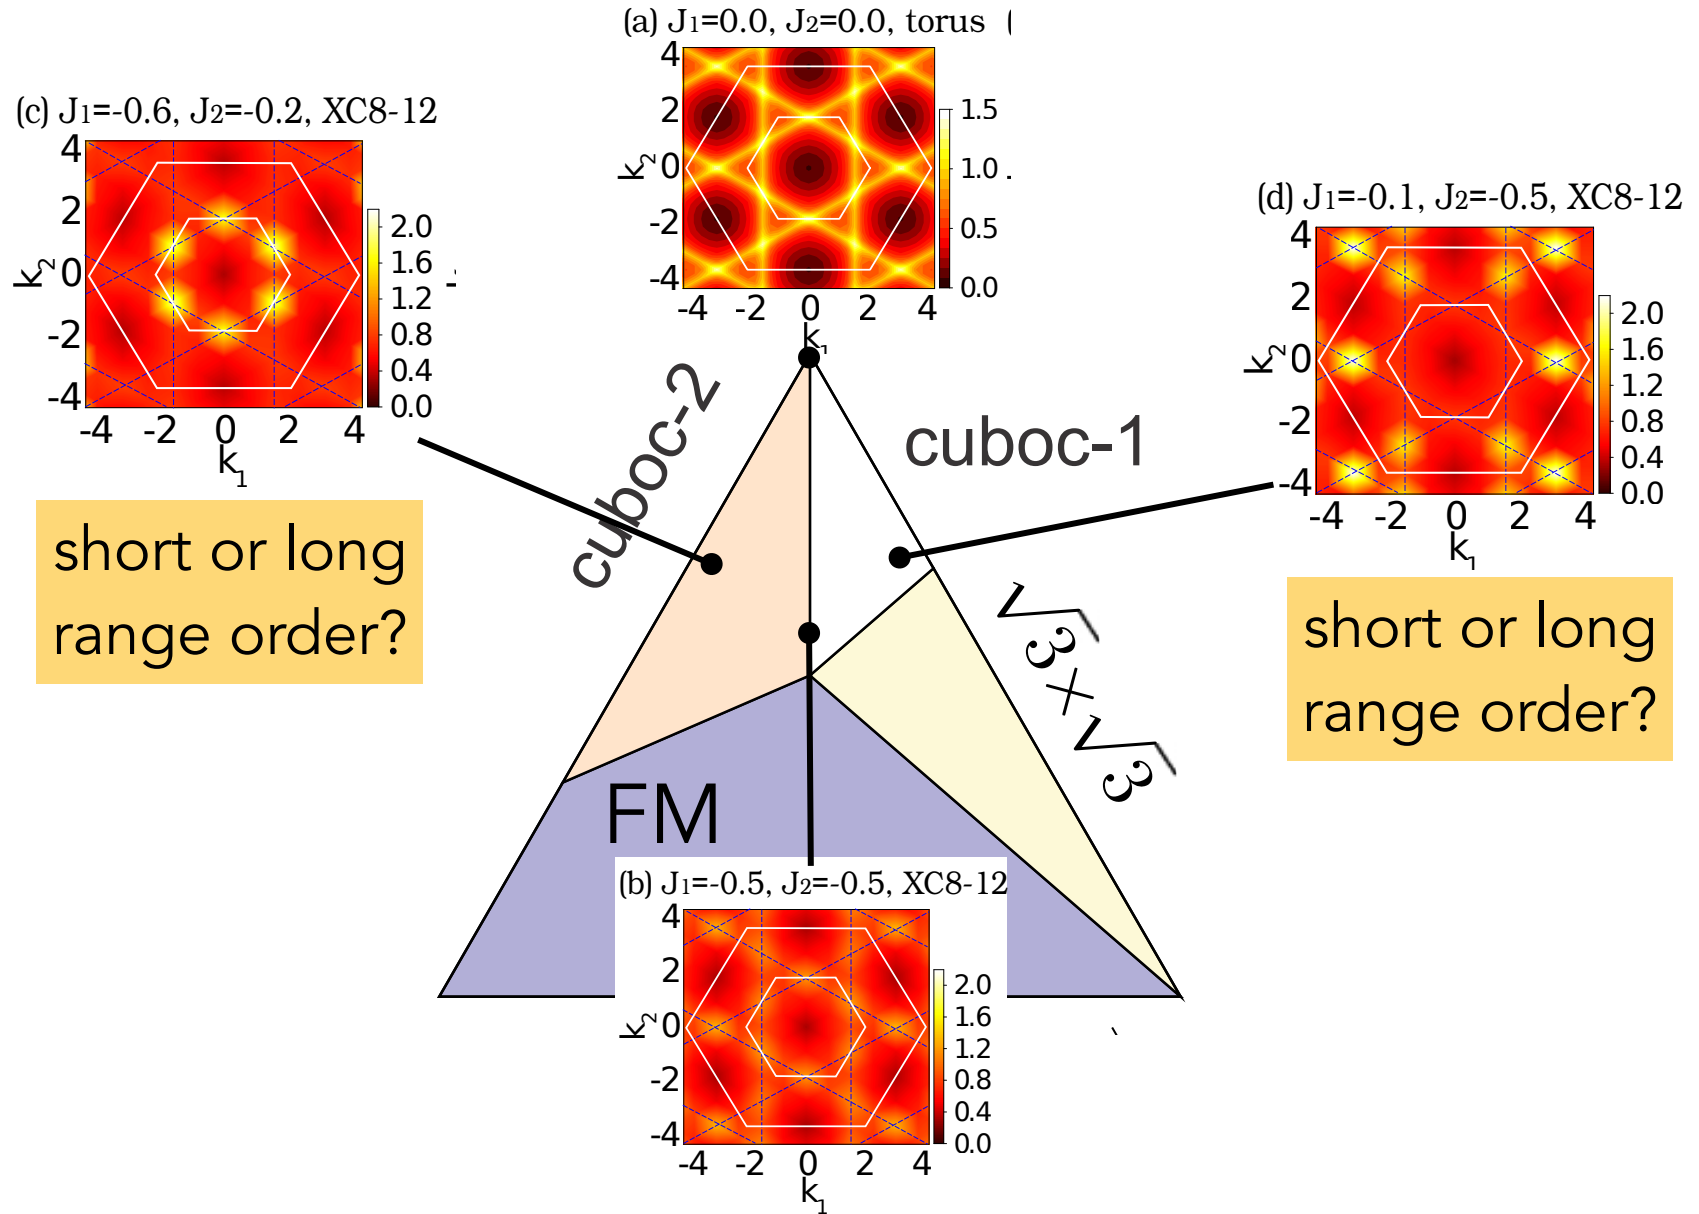 (a) J1=0.0, J2=0.0, torus (
4
2
0
-2
-4
k2
-4 -2 0 2 4
k1
1.5
1.0
0.5
0.0
(c) J1=-0.6, J2=-0.2, XC8-12
4
2
0
-2
-4
k2
-4 -2 0 2 4
k1
2.0
1.6
1.2
0.8
0.4
0.0
(d) J1=-0.1, J2=-0.5, XC8-12
4
2
0
-2
-4
k2
-4 -2 0 2 4
k1
2.0
1.6
1.2
0.8
0.4
0.0
cuboc-2
cuboc-1
short or long
range order?
short or long
range order?
√3×√3
FM
(b) J1=-0.5, J2=-0.5, XC8-12
4
2
0
-2
-4
k2
-4 -2 0 2 4
k1
2.0
1.6
1.2
0.8
0.4
0.0